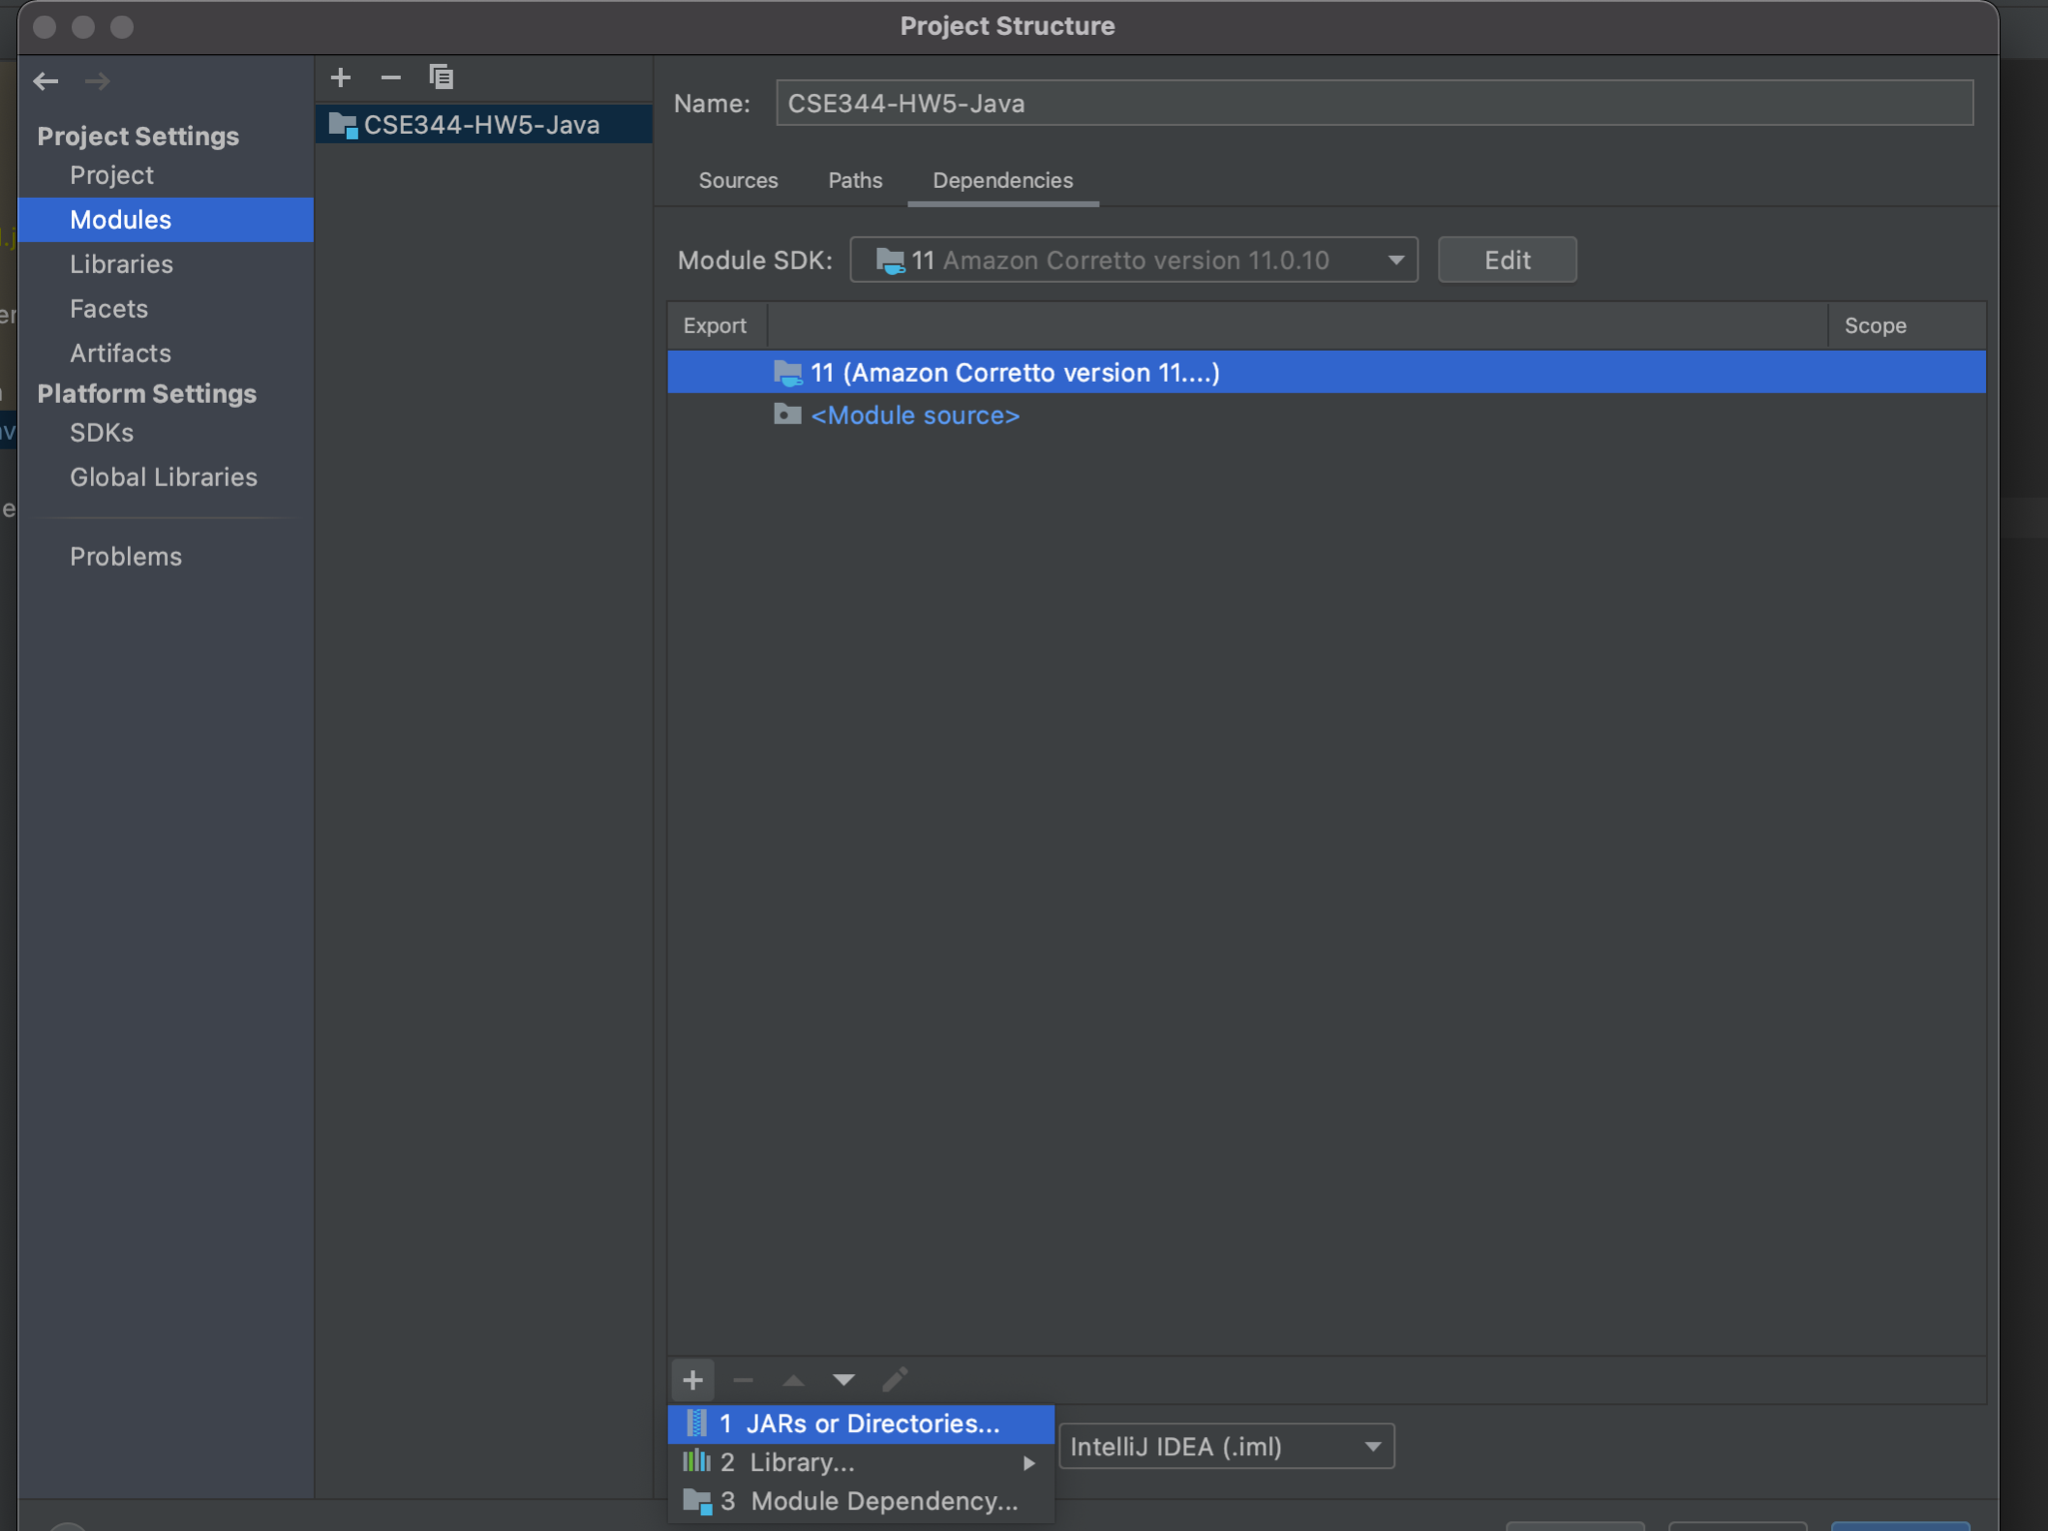 Project Structure
Project Settings
Project
Modules
Libraries
Facets
Artifacts
Platform Settings
SDKs
Global Libraries
Problems
CSE344-HW5-Java
Name: CSE344-HW5-Java
Sources Paths Dependencies
Module SDK: 11 Amazon Corretto version 11.0.10 Edit
Export Scope
11 (Amazon Corretto version 11....)
<Module source>
1 JARs or Directories...
2 Library...
3 Module Dependency...
IntelliJ IDEA (.iml)